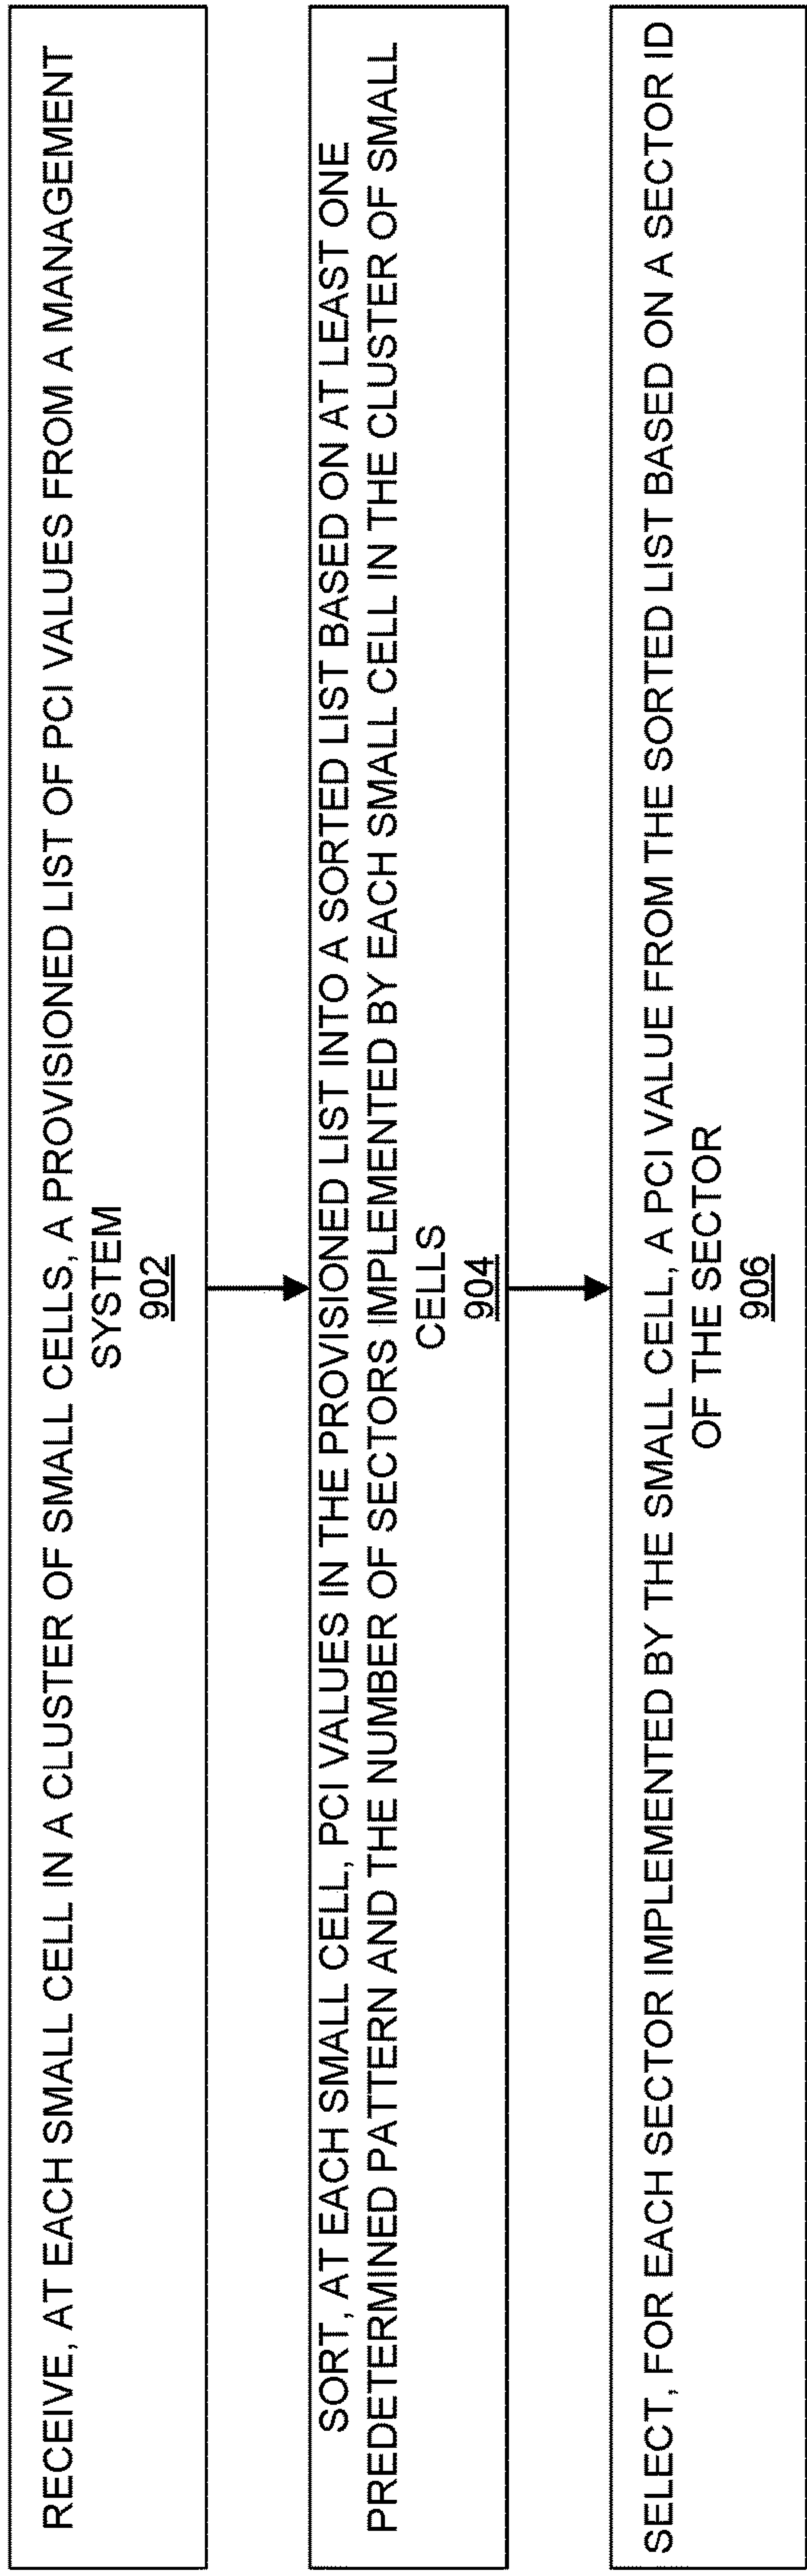 RECEIVE, AT EACH SMALL CELL IN A CLUSTER OF SMALL CELLS, A PROVISIONED LIST OF PCI VALUES FROM A MANAGEMENT
SYSTEM
902
SORT, AT EACH SMALL CELL, PCI VALUES IN THE PROVISIONED LIST INTO A SORTED LIST BASED ON AT LEAST ONE
PREDETERMINED PATTERN AND THE NUMBER OF SECTORS IMPLEMENTED BY EACH SMALL CELL IN THE CLUSTER OF SMALL
CELLS
904
SELECT, FOR EACH SECTOR IMPLEMENTED BY THE SMALL CELL, A PCI VALUE FROM THE SORTED LIST BASED ON A SECTOR ID
OF THE SECTOR
906